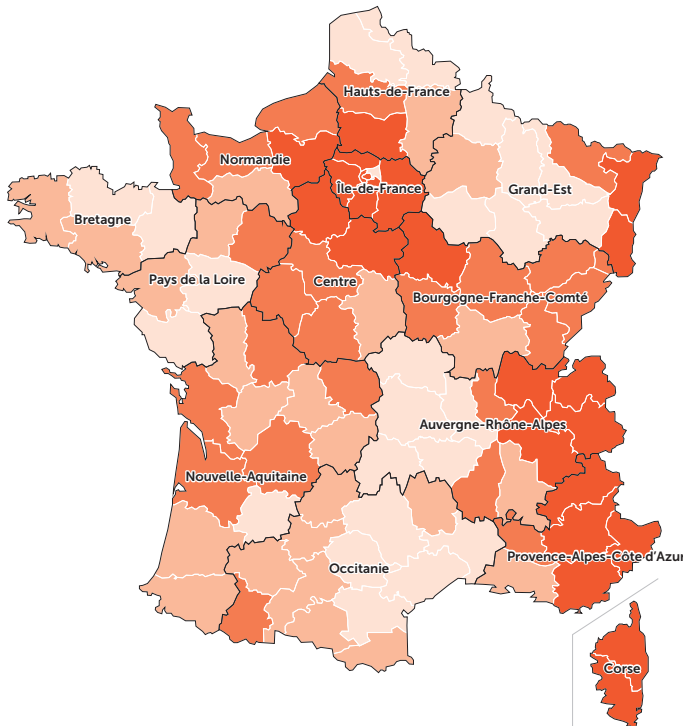 Hauts-de-France
Normandie
Île-de-France
Grand-Est
Bretagne
Pays de la Loire
Centre
Bourgogne-Franche-Comté
Auvergne-Rhône-Alpes
Nouvelle-Aquitaine
Provence-Alpes-Côte d'Azur
Occitanie
Corse